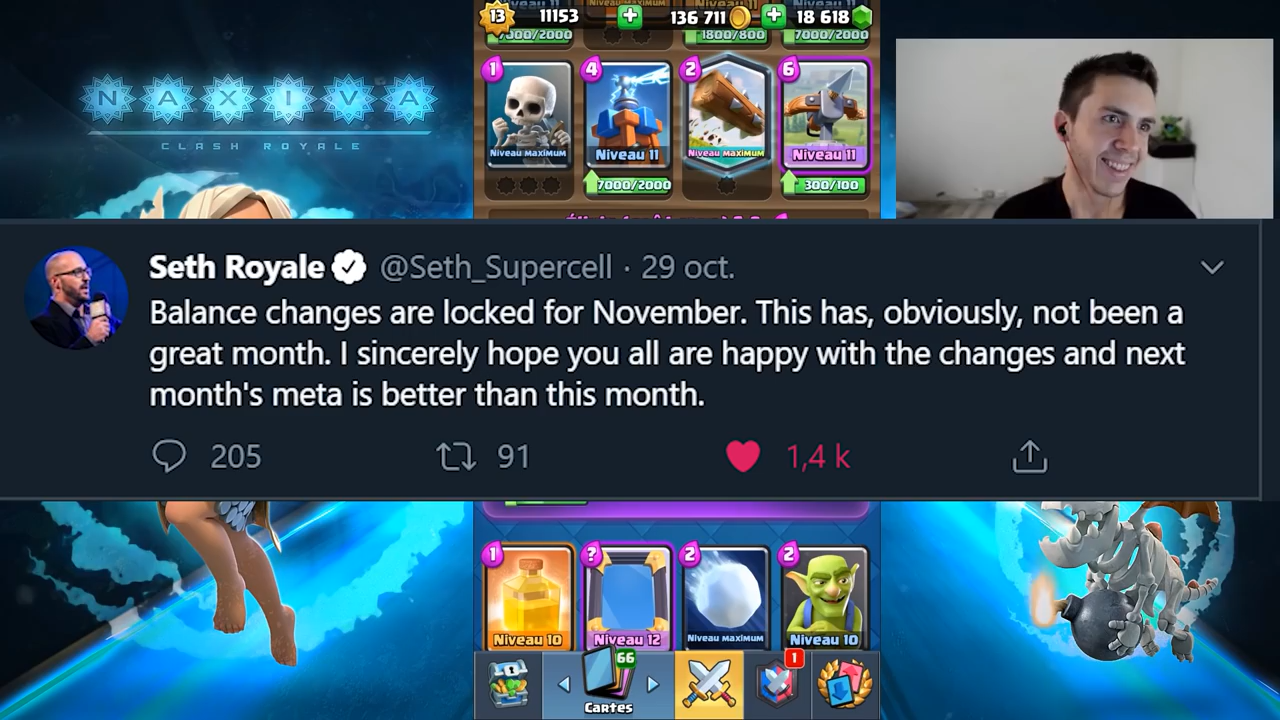 13 11153 136 711 18 618
7000/2000 1800/800 7000/2000
NAXIVA
CLASH ROYALE
1 4 2 6
Niveau maximum Niveau 11 Niveau maximum Niveau 11
7000/2000 300/100
Seth Royale @Seth_Supercell · 29 oct.
Balance changes are locked for November. This has, obviously, not been a
great month. I sincerely hope you all are happy with the changes and next
month's meta is better than this month.
205 91 1,4 k
1 ? 2 2
Niveau 10 Niveau 12 Niveau maximum Niveau 10
66 1
Cartes